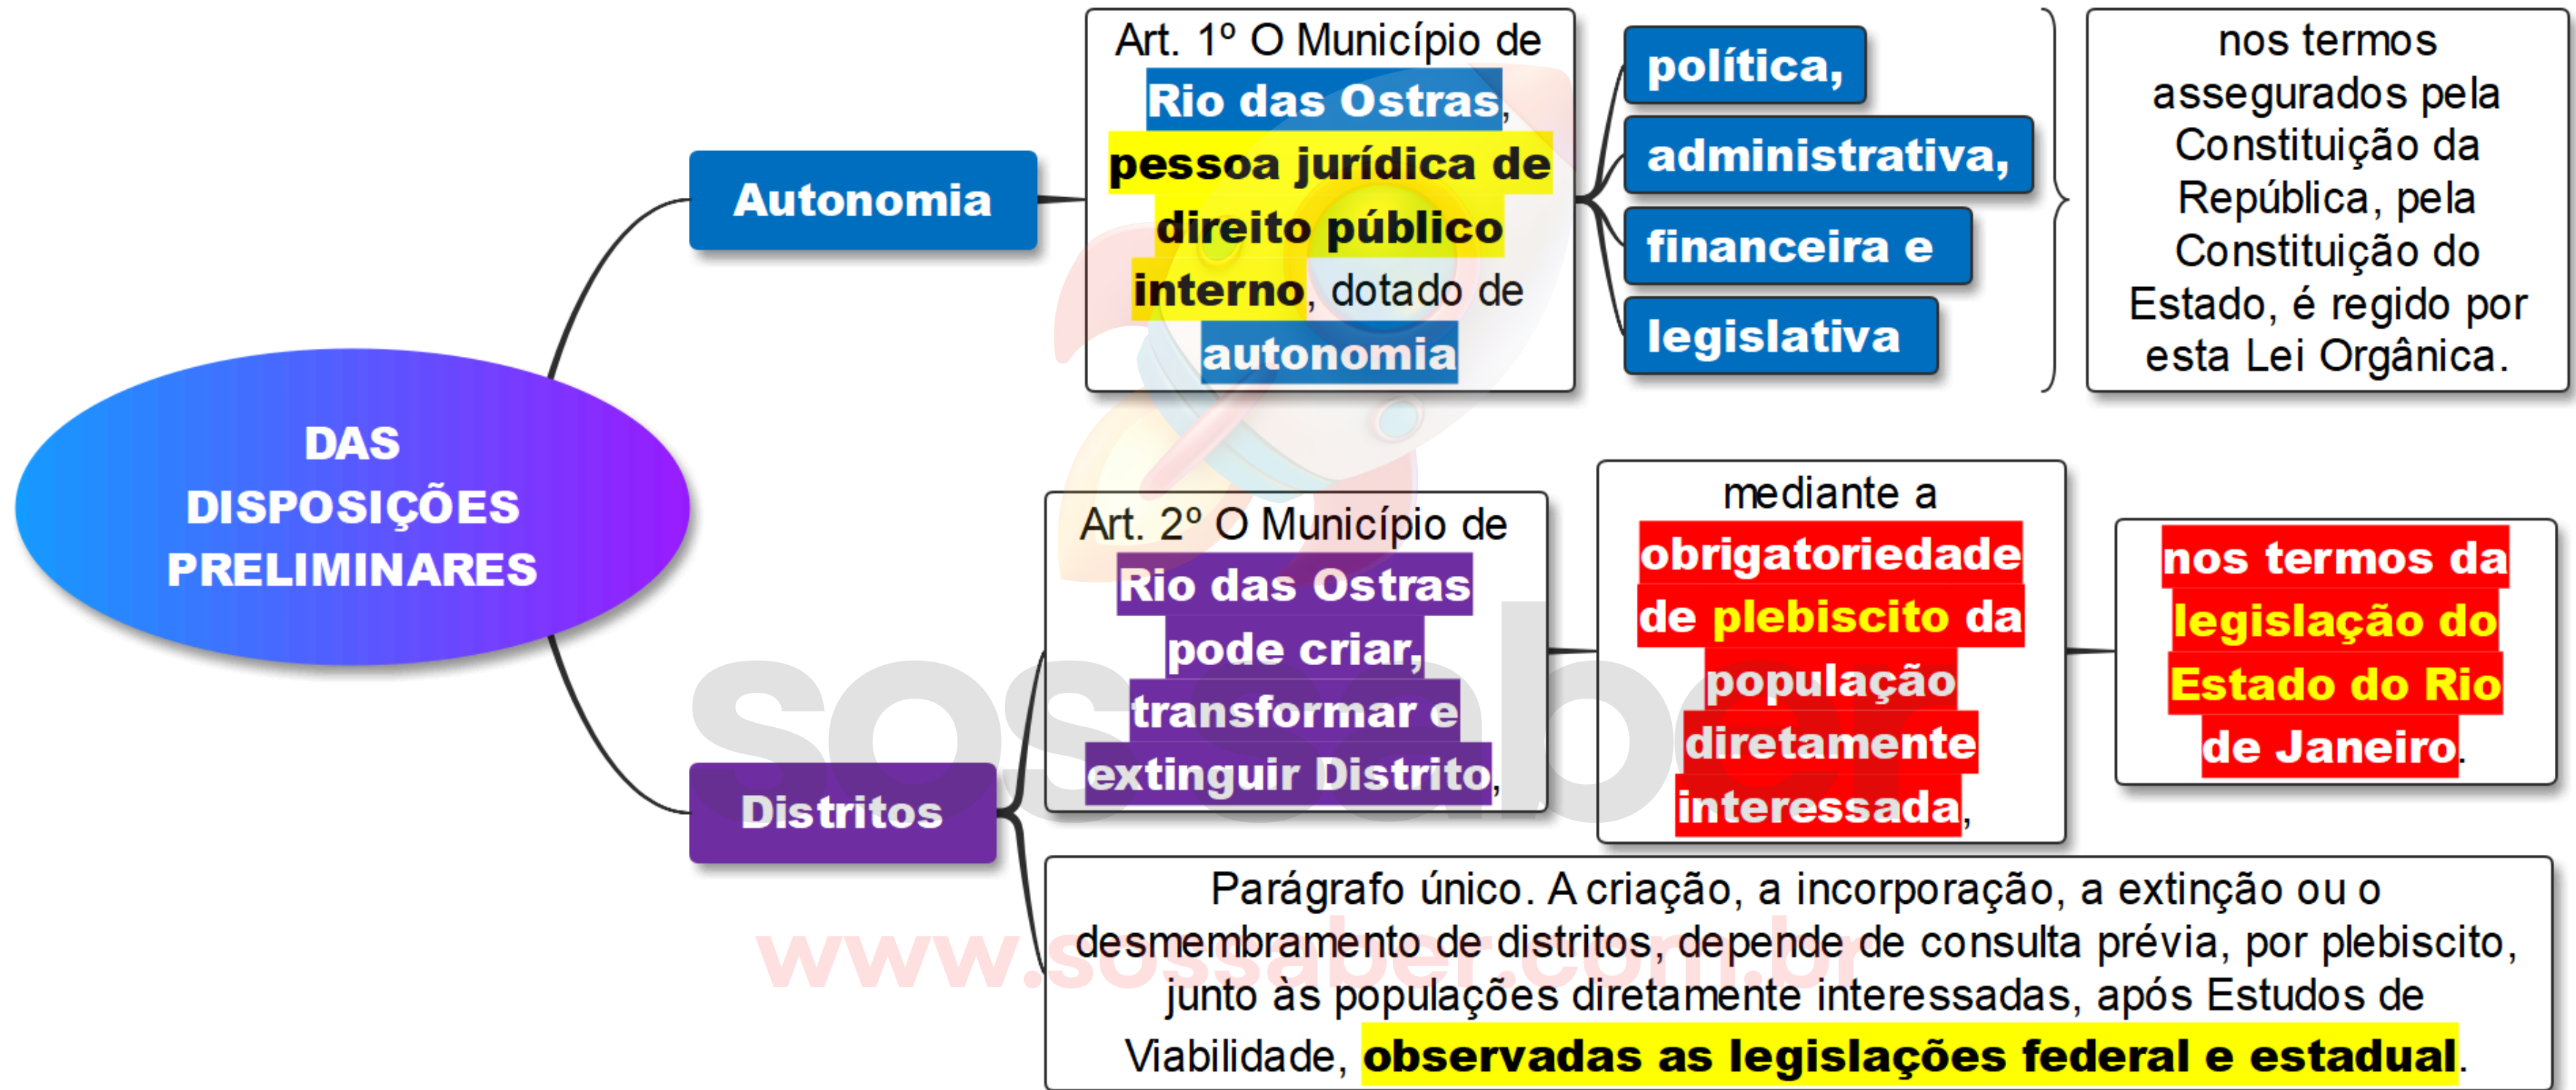 DAS
DISPOSIÇÕES
PRELIMINARES
Autonomia
Art. 1º O Município de
Rio das Ostras,
pessoa jurídica de
direito público
interno, dotado de
autonomia
política,
administrativa,
financeira e
legislativa
nos termos
assegurados pela
Constituição da
República, pela
Constituição do
Estado, é regido por
esta Lei Orgânica.
Distritos
Art. 2º O Município de
Rio das Ostras
pode criar,
transformar e
extinguir Distrito,
mediante a
obrigatoriedade
de plebiscito da
população
diretamente
interessada,
nos termos da
legislação do
Estado do Rio
de Janeiro.
Parágrafo único. A criação, a incorporação, a extinção ou o
desmembramento de distritos, depende de consulta prévia, por plebiscito,
junto às populações diretamente interessadas, após Estudos de
Viabilidade, observadas as legislações federal e estadual.
sos saber
www.sossaber.com.br